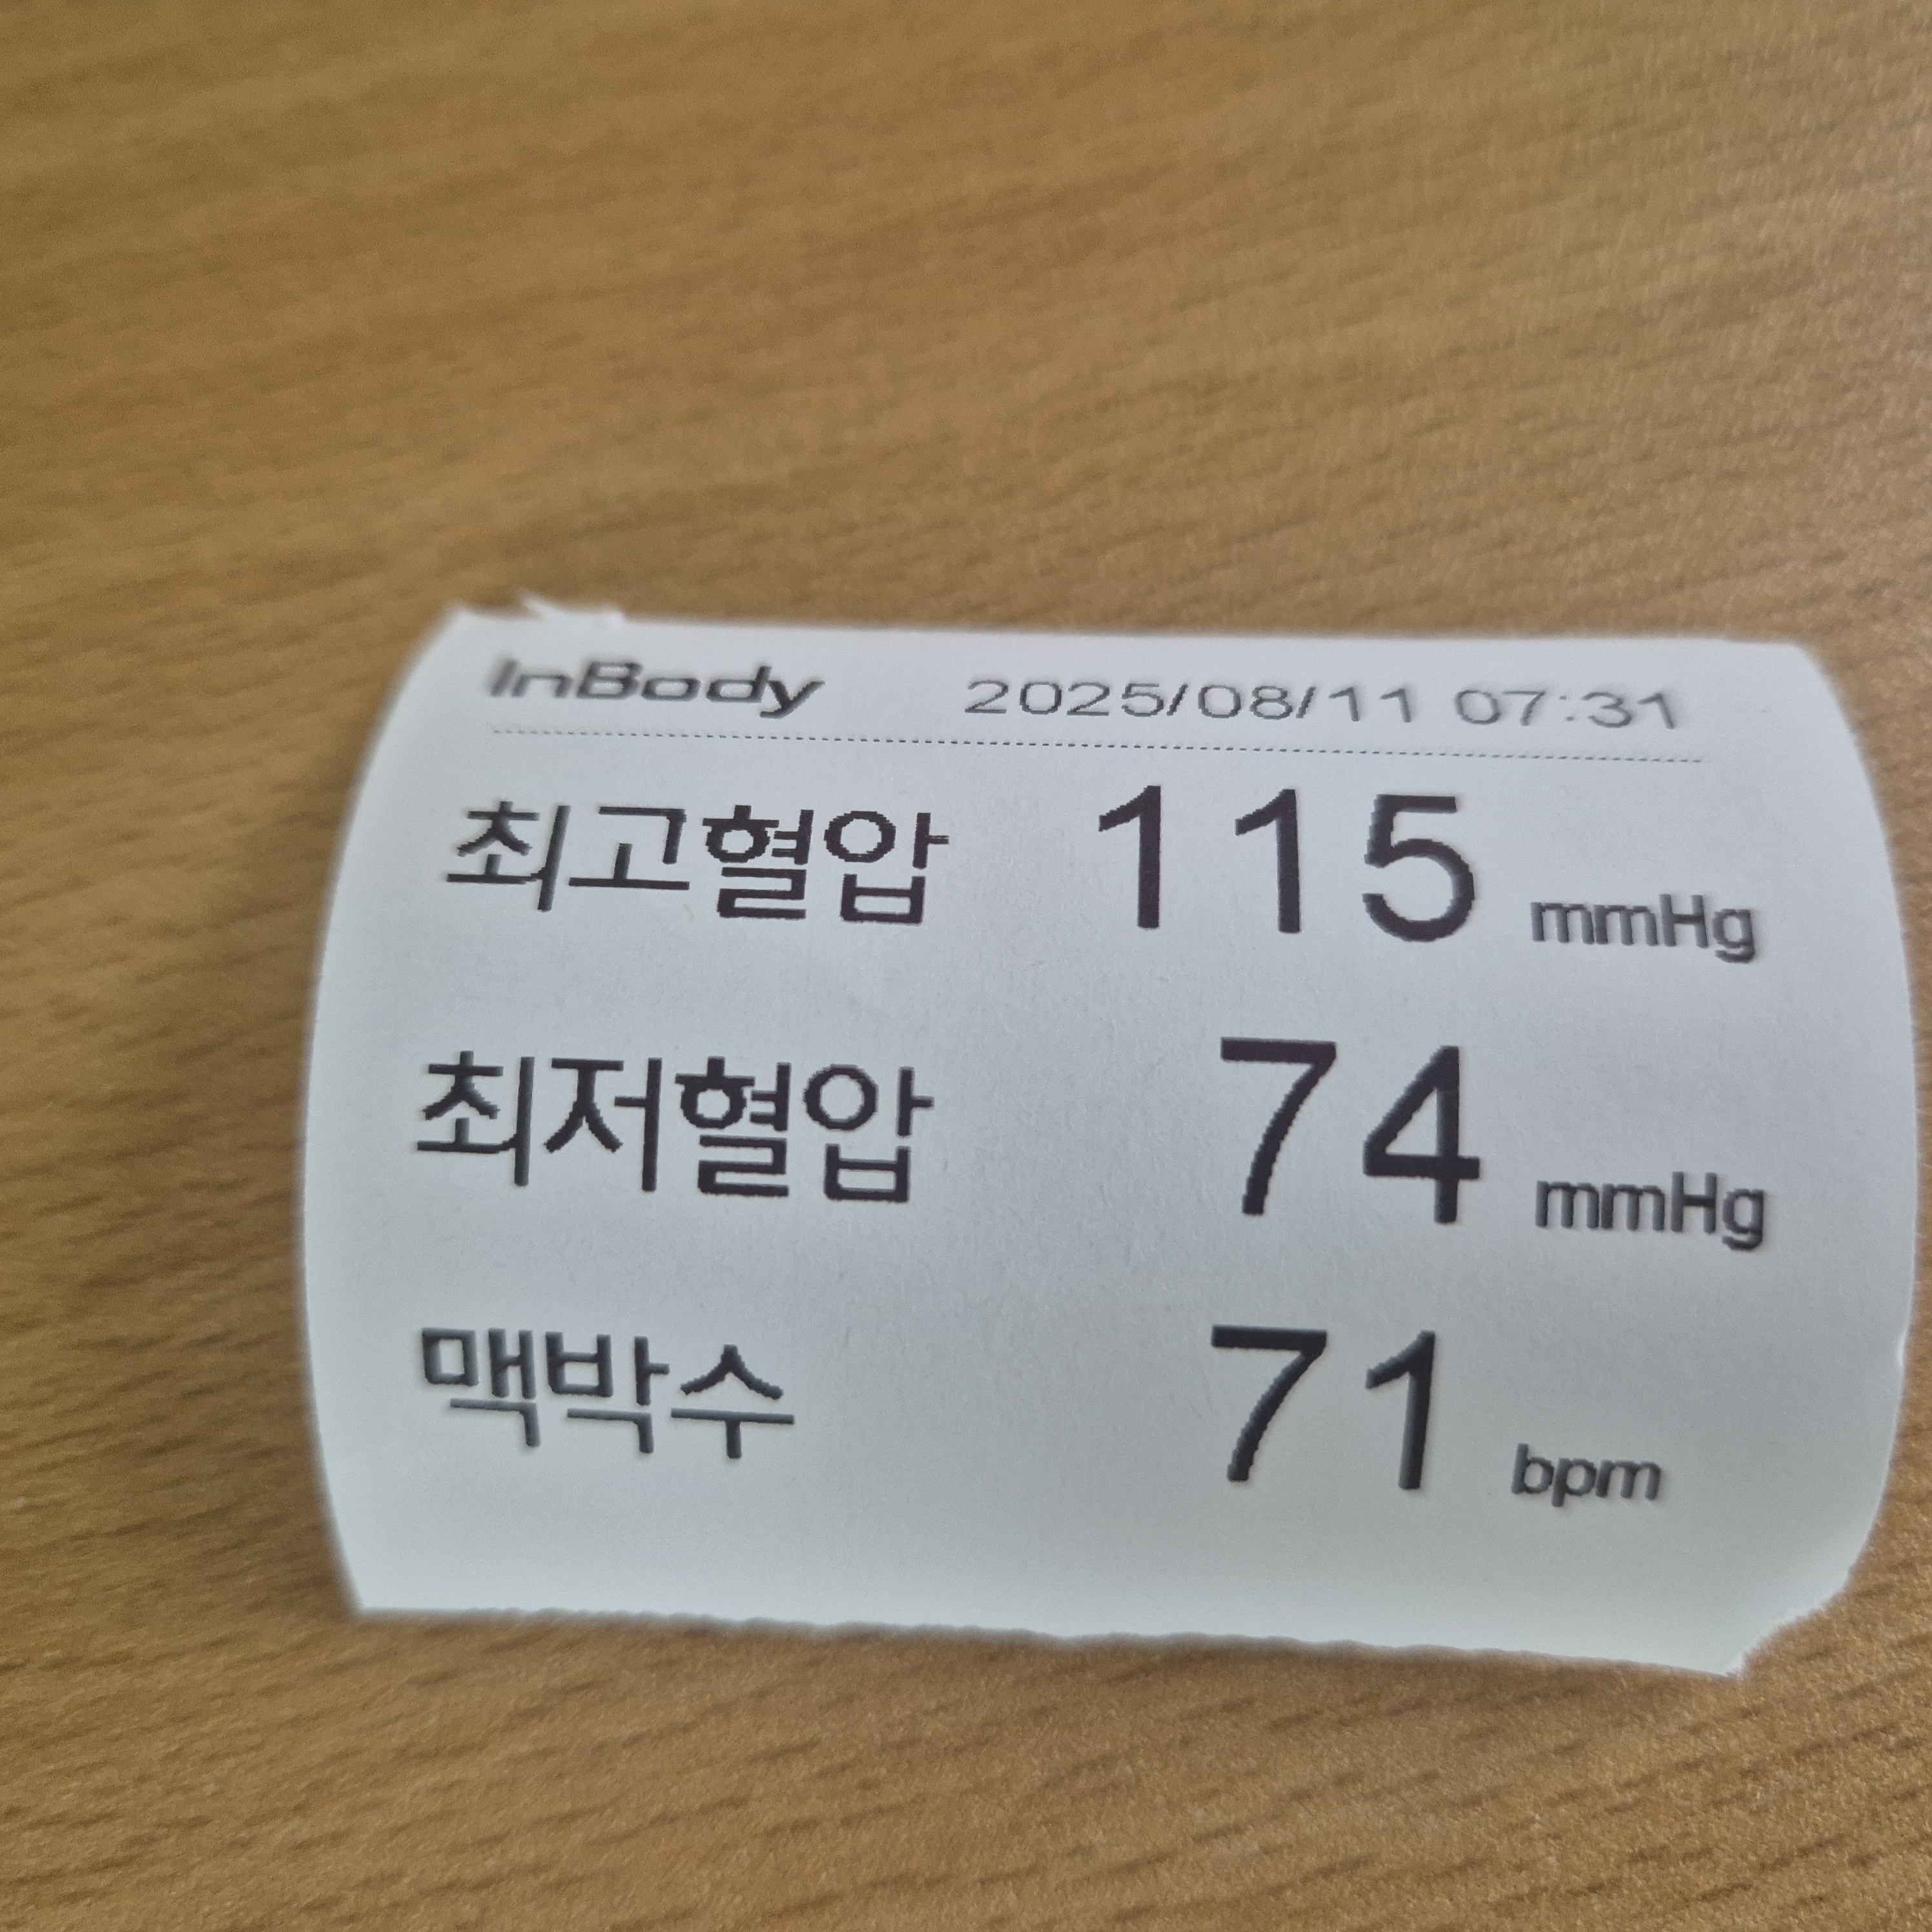 InBody 2025/08/11 07:31
최고혈압 115 mmHg
최저혈압 74 mmHg
맥박수 71 bpm